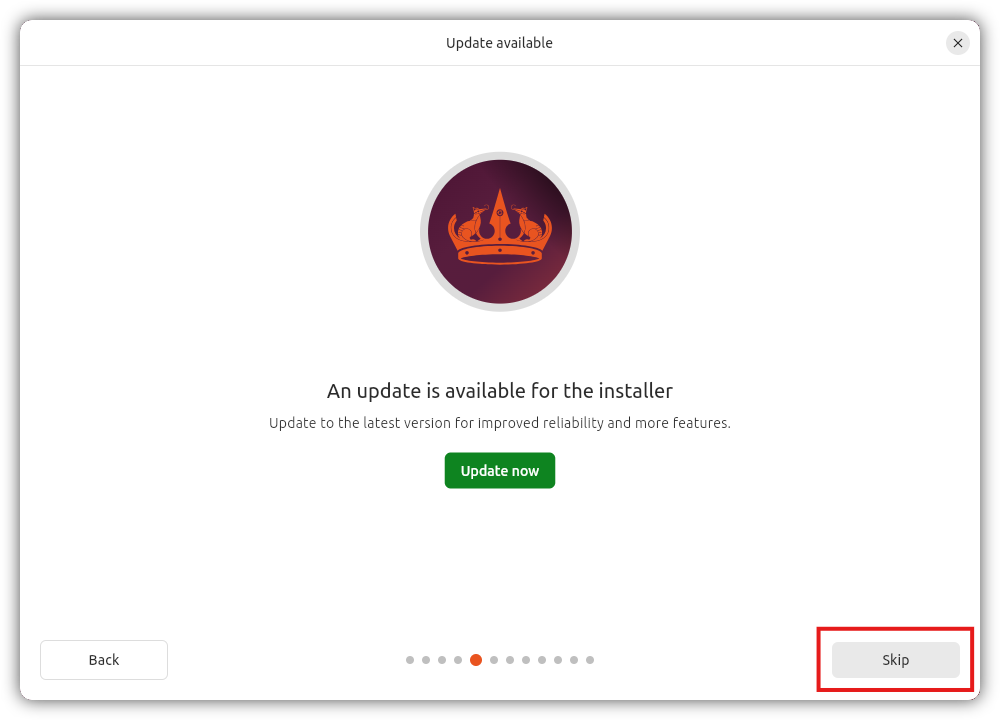 Update available
An update is available for the installer
Update to the latest version for improved reliability and more features.
Update now
Back
Skip